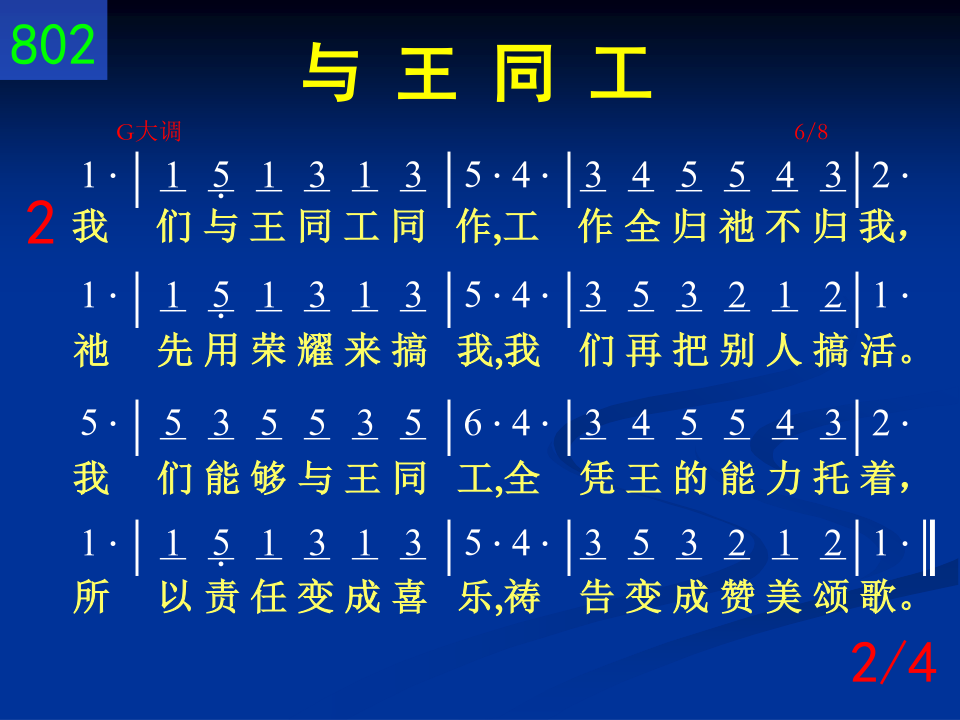 802
与 王 同 工
G大调 6/8
1· | 1 5̣ 1 3 1 3 | 5·4· | 3 4 5 5 4 3 | 2·
2 我 们与王同工同 作,工 作全归祂不归我，
1· | 1 5̣ 1 3 1 3 | 5·4· | 3 5 3 2 1 2 | 1·
祂 先用荣耀来搞 我,我 们再把别人搞活。
5· | 5 3 5 5 3 5 | 6·4· | 3 4 5 5 4 3 | 2·
我 们能够与王同 工,全 凭王的能力托着，
1· | 1 5̣ 1 3 1 3 | 5·4· | 3 5 3 2 1 2 | 1· ‖
所 以责任变成喜 乐,祷 告变成赞美颂歌。
2/4